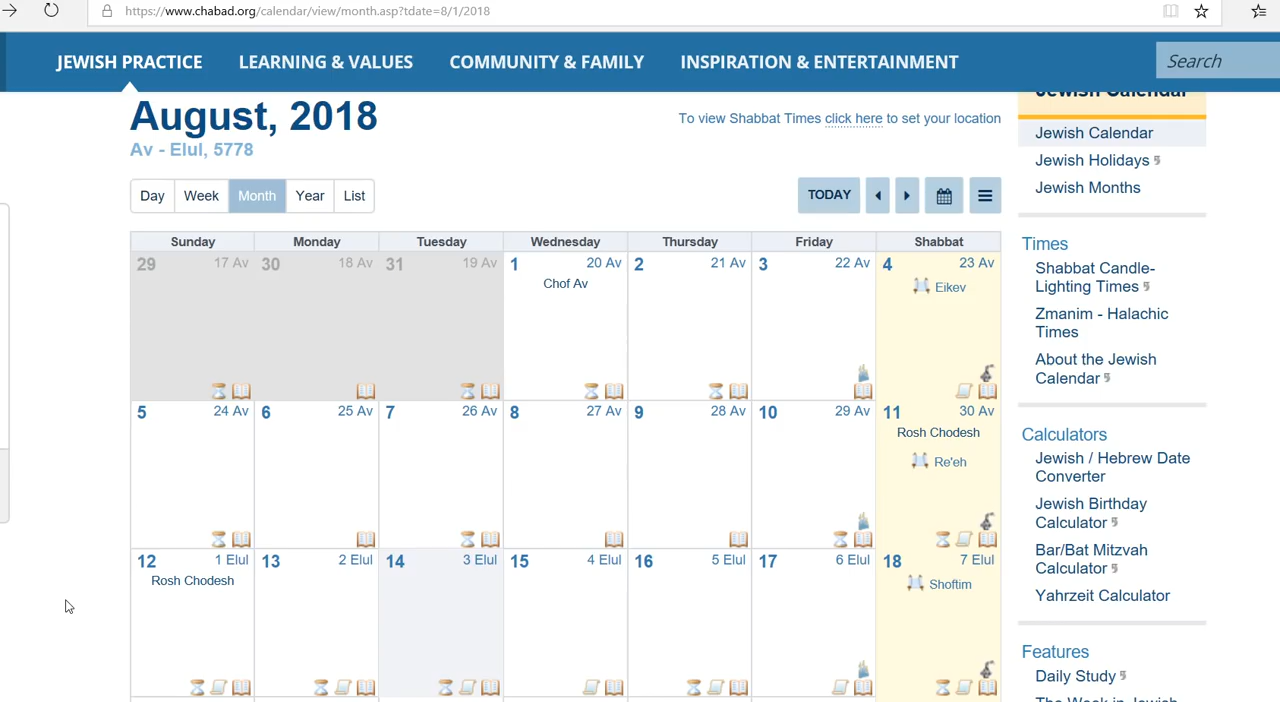 https://www.chabad.org/calendar/view/month.asp?tdate=8/1/2018
JEWISH PRACTICE LEARNING & VALUES COMMUNITY & FAMILY INSPIRATION & ENTERTAINMENT Search
August, 2018
Av - Elul, 5778
To view Shabbat Times click here to set your location
Day Week Month Year List
TODAY
Sunday Monday Tuesday Wednesday Thursday Friday Shabbat
29 17 Av 30 18 Av 31 19 Av 1 20 Av 2 21 Av 3 22 Av 4 23 Av
Chof Av
Eikev
5 24 Av 6 25 Av 7 26 Av 8 27 Av 9 28 Av 10 29 Av 11 30 Av
Rosh Chodesh
Re'eh
12 1 Elul 13 2 Elul 14 3 Elul 15 4 Elul 16 5 Elul 17 6 Elul 18 7 Elul
Rosh Chodesh
Shoftim
Jewish Calendar
Jewish Calendar
Jewish Holidays
Jewish Months
Times
Shabbat Candle-
Lighting Times
Zmanim - Halachic
Times
About the Jewish
Calendar
Calculators
Jewish / Hebrew Date
Converter
Jewish Birthday
Calculator
Bar/Bat Mitzvah
Calculator
Yahrzeit Calculator
Features
Daily Study
The Week in Jewish